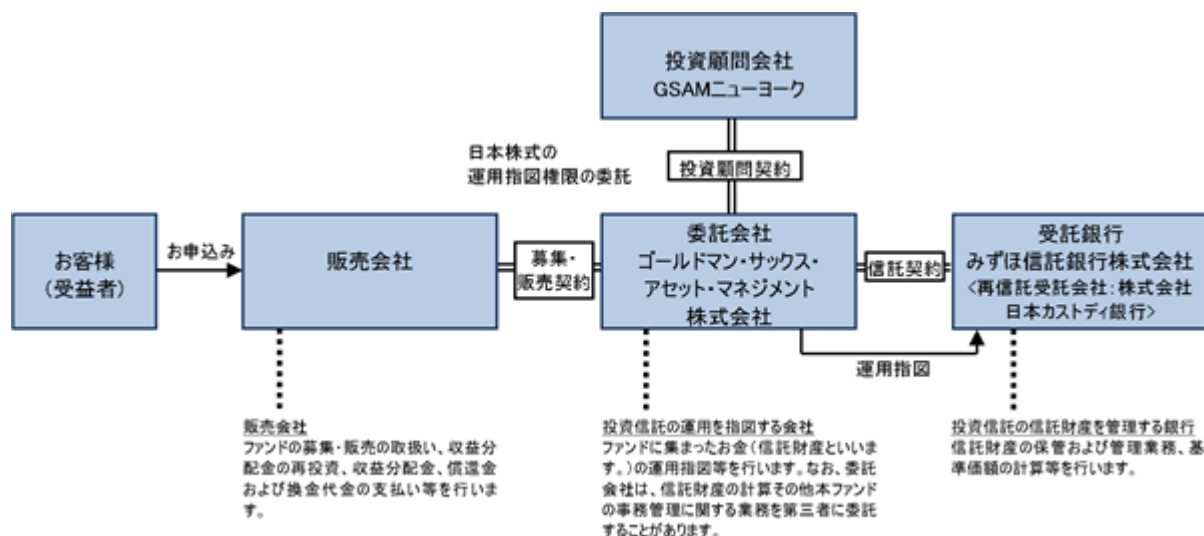 投資顧問会社
GSAMニューヨーク
日本株式の
運用指図権限の委託
投資顧問契約
お客様
(受益者)
お申込み
販売会社
募集・
販売契約
委託会社
ゴールドマン・サックス・
アセット・マネジメント
株式会社
信託契約
受託銀行
みずほ信託銀行株式会社
<再信託受託会社:株式会社
日本カストディ銀行>
運用指図
販売会社
ファンドの募集・販売の取扱い、収益分
配金の再投資、収益分配金、償還金
および換金代金の支払い等を行いま
す。
投資信託の運用を指図する会社
ファンドに集まったお金(信託財産といいま
す。)の運用指図等を行います。なお、委託
会社は、信託財産の計算その他本ファンド
の事務管理に関する業務を第三者に委託
することがあります。
投資信託の信託財産を管理する銀行
信託財産の保管および管理業務、基
準価額の計算等を行います。